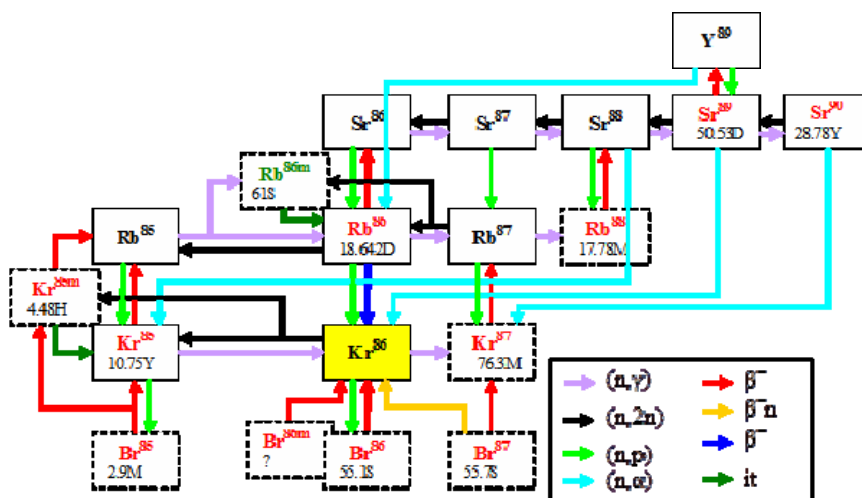 Y89
Sr86
Sr87
Sr88
Sr89
50.53D
Sr90
28.78Y
Rb86m
61S
Rb85
Rb86
18.642D
Rb87
Rb88
17.78M
Kr85m
4.48H
Kr85
10.75Y
Kr86
Kr87
76.3M
Br85
2.9M
Br86m
?
Br86
55.1S
Br87
55.7S
(n,γ)
(n,2n)
(n,p)
(n,α)
β-
β-n
β-
it